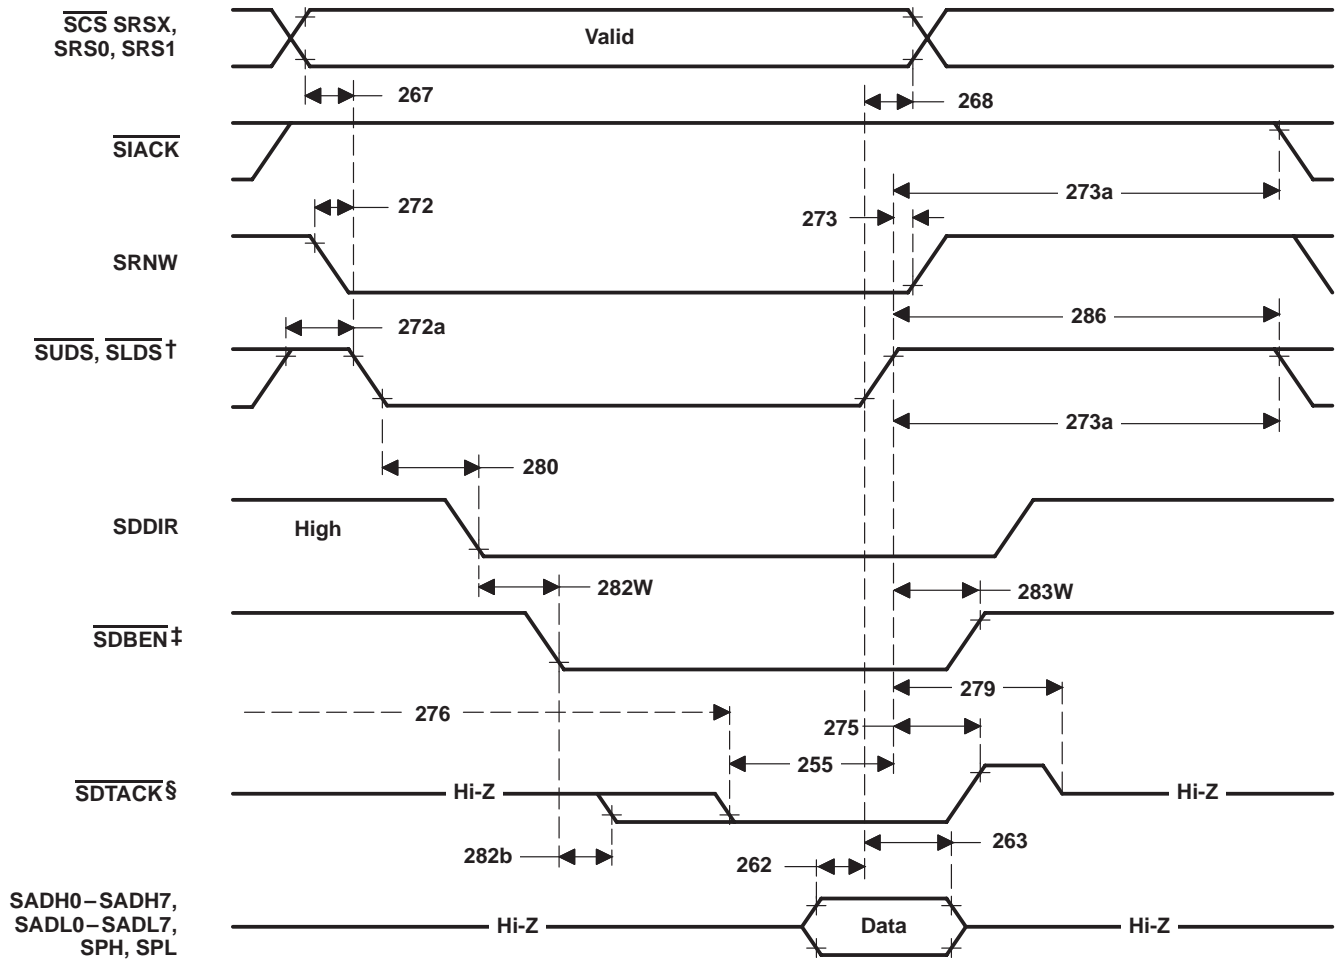 SCS SRSX,
SRS0, SRS1
Valid
267
268
SIACK
273a
272
273
SRNW
286
272a
SUDS, SLDS†
273a
280
SDDIR
High
282W
283W
SDBEN‡
279
276
275
255
SDTACK§
Hi-Z
Hi-Z
263
282b
262
SADH0–SADH7,
SADL0–SADL7,
SPH, SPL
Hi-Z
Data
Hi-Z